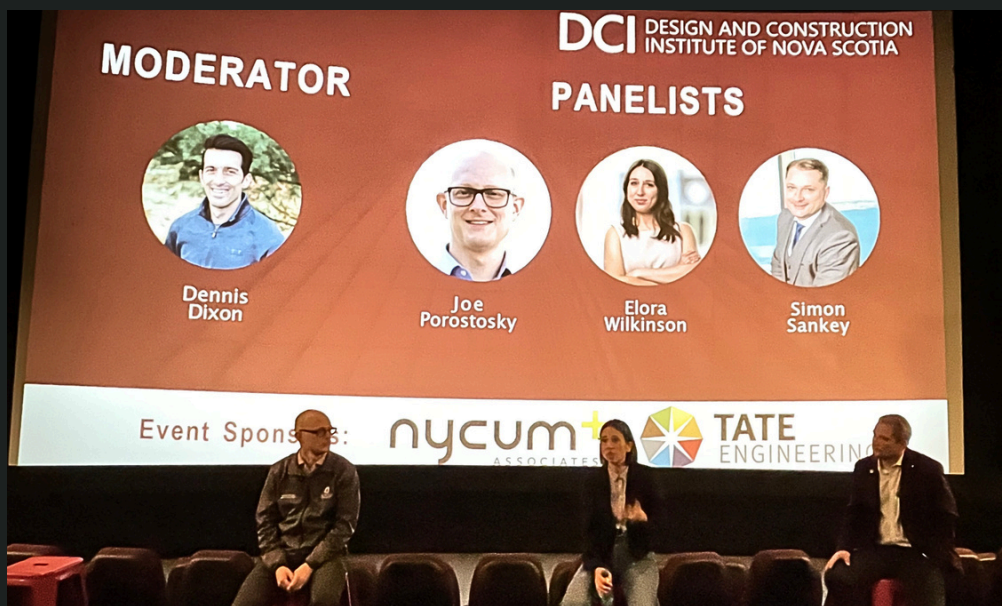 DCI DESIGN AND CONSTRUCTION
INSTITUTE OF NOVA SCOTIA
MODERATOR
PANELISTS
Dennis
Dixon
Joe
Porostosky
Elora
Wilkinson
Simon
Sankey
Event Spons s:
nycum+
ASSOCIATES
TATE
ENGINEERING